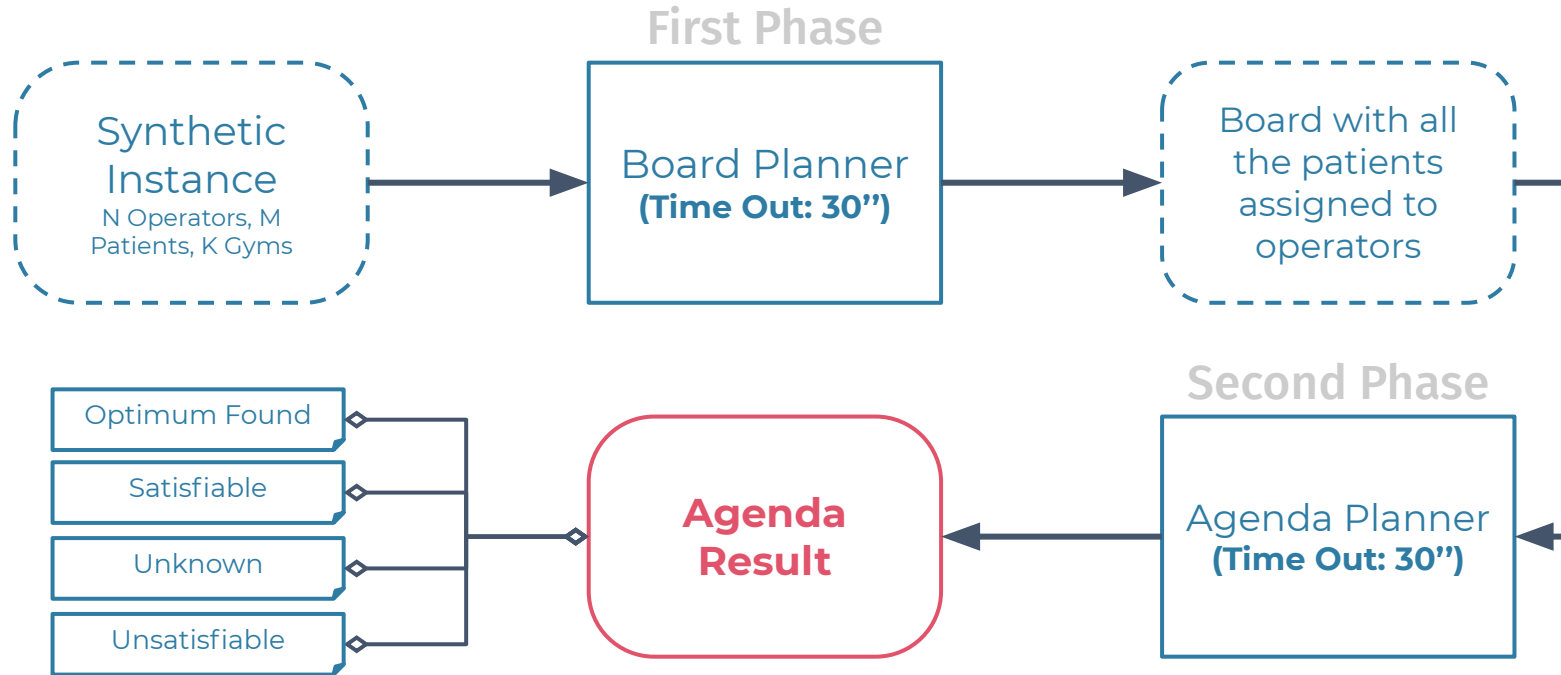 First Phase
Synthetic
Instance
N Operators, M
Patients, K Gyms
Board Planner
(Time Out: 30’’)
Board with all
the patients
assigned to
operators
Second Phase
Agenda Planner
(Time Out: 30’’)
Agenda
Result
Optimum Found
Satisfiable
Unknown
Unsatisfiable